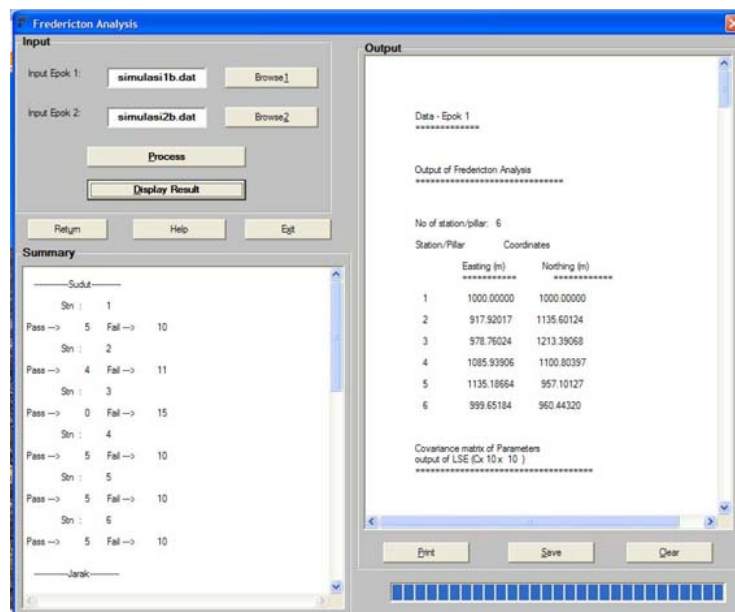 Fredericton Analysis
Input
Input Epok 1: simulasi1b.dat Browse1
Input Epok 2: simulasi2b.dat Browse2
Process
Display Result
Return Help Exit
Summary
----------Sudut---------
Stn : 1
Pass --> 5 Fail ---> 10
Stn : 2
Pass --> 4 Fail ---> 11
Stn : 3
Pass --> 0 Fail ---> 15
Stn : 4
Pass --> 5 Fail ---> 10
Stn : 5
Pass --> 5 Fail ---> 10
Stn : 6
Pass --> 5 Fail ---> 10
----------Jarak---------
Output
Data - Epok 1
=============
Output of Fredericton Analysis
==============================
No of station/pillar: 6
Station/Pillar Coordinates
Easting (m) Northing (m)
=========== ============
1 1000.00000 1000.00000
2 917.92017 1135.60124
3 978.76024 1213.39068
4 1085.93906 1100.80397
5 1135.18664 957.10127
6 999.65184 960.44320
Covariance matrix of Parameters
output of LSE (Cx 10 x 10 )
====================================
Print Save Clear